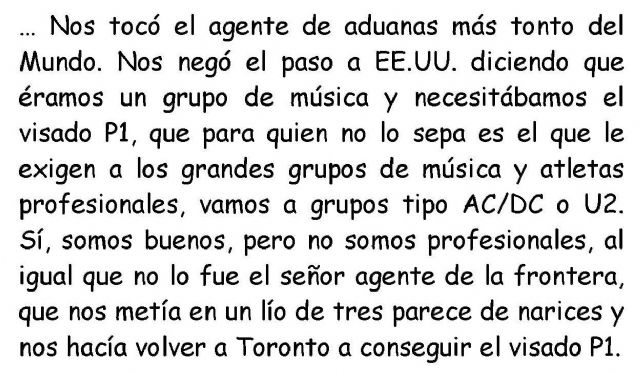 ... Nos tocó el agente de aduanas más tonto del
Mundo. Nos negó el paso a EE.UU. diciendo que
éramos un grupo de música y necesitábamos el
visado P1, que para quien no lo sepa es el que le
exigen a los grandes grupos de música y atletas
profesionales, vamos a grupos tipo AC/DC o U2.
Sí, somos buenos, pero no somos profesionales, al
igual que no lo fue el señor agente de la frontera,
que nos metía en un lío de tres parece de narices y
nos hacía volver a Toronto a conseguir el visado P1.